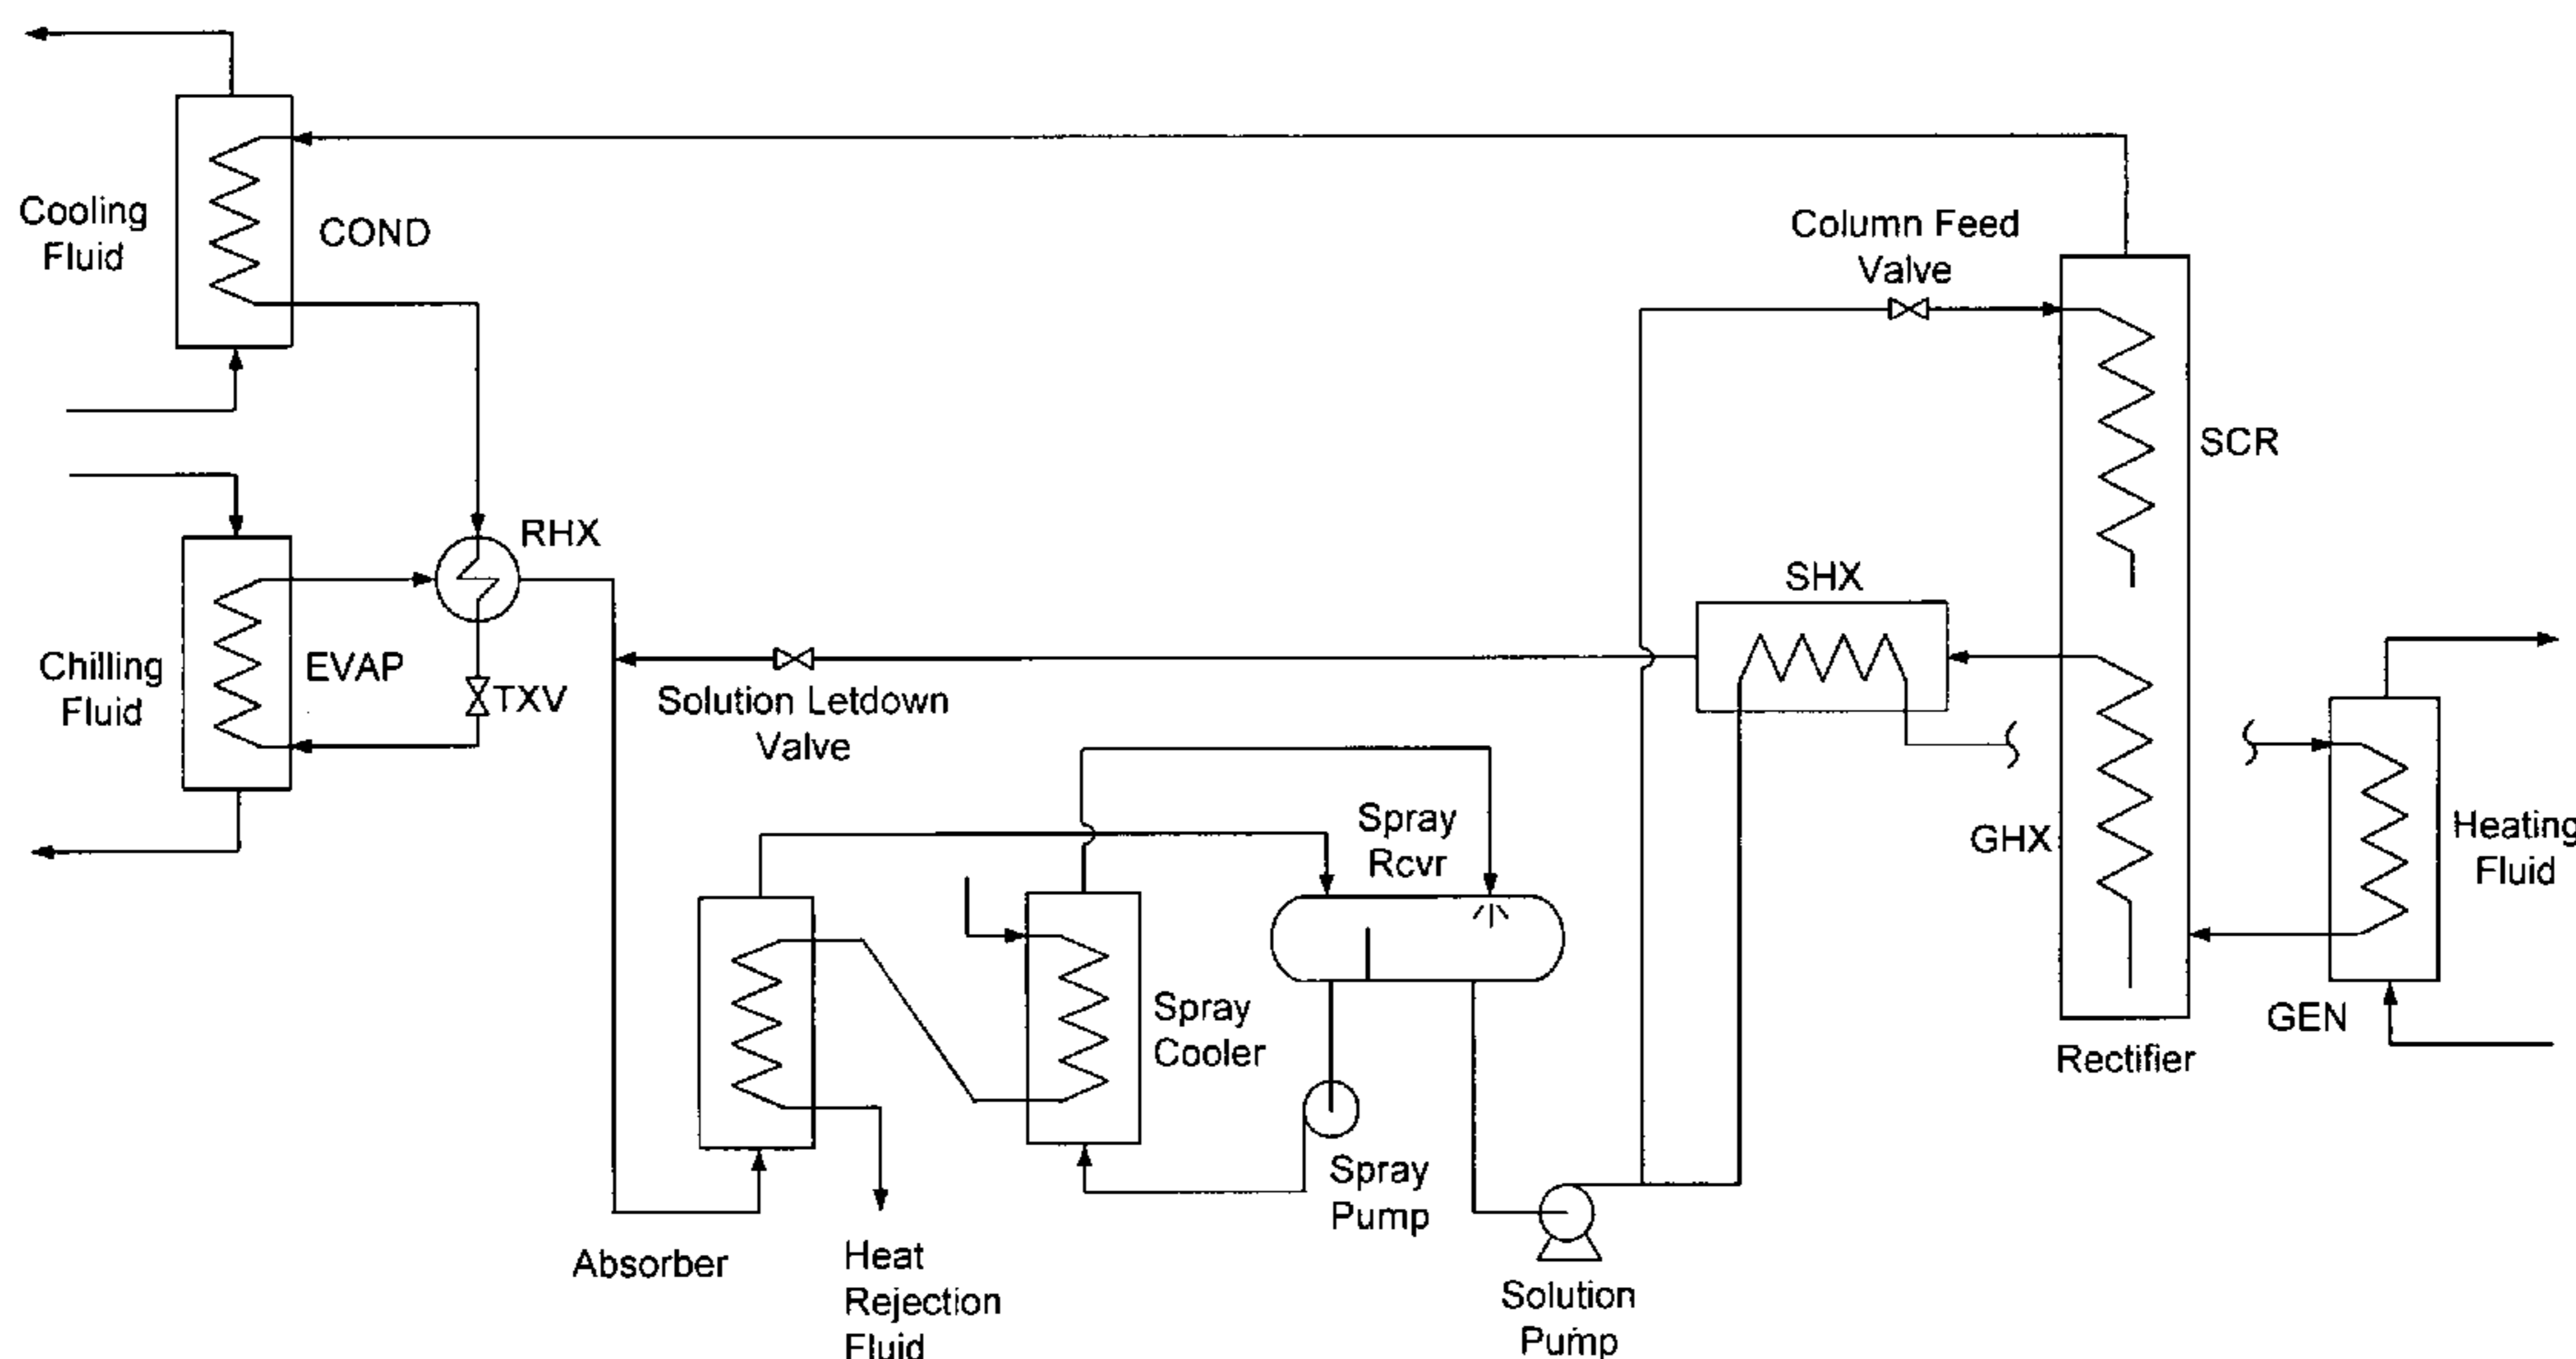 Cooling
Fluid
COND
Column Feed
Valve
SCR
RHX
SHX
Chilling
Fluid
EVAP
TXV
Solution Letdown
Valve
Spray
Rcvr
GHX
Heating
Fluid
Spray
Cooler
GEN
Rectifier
Spray
Pump
Absorber
Heat
Rejection
Fluid
Solution
Pump